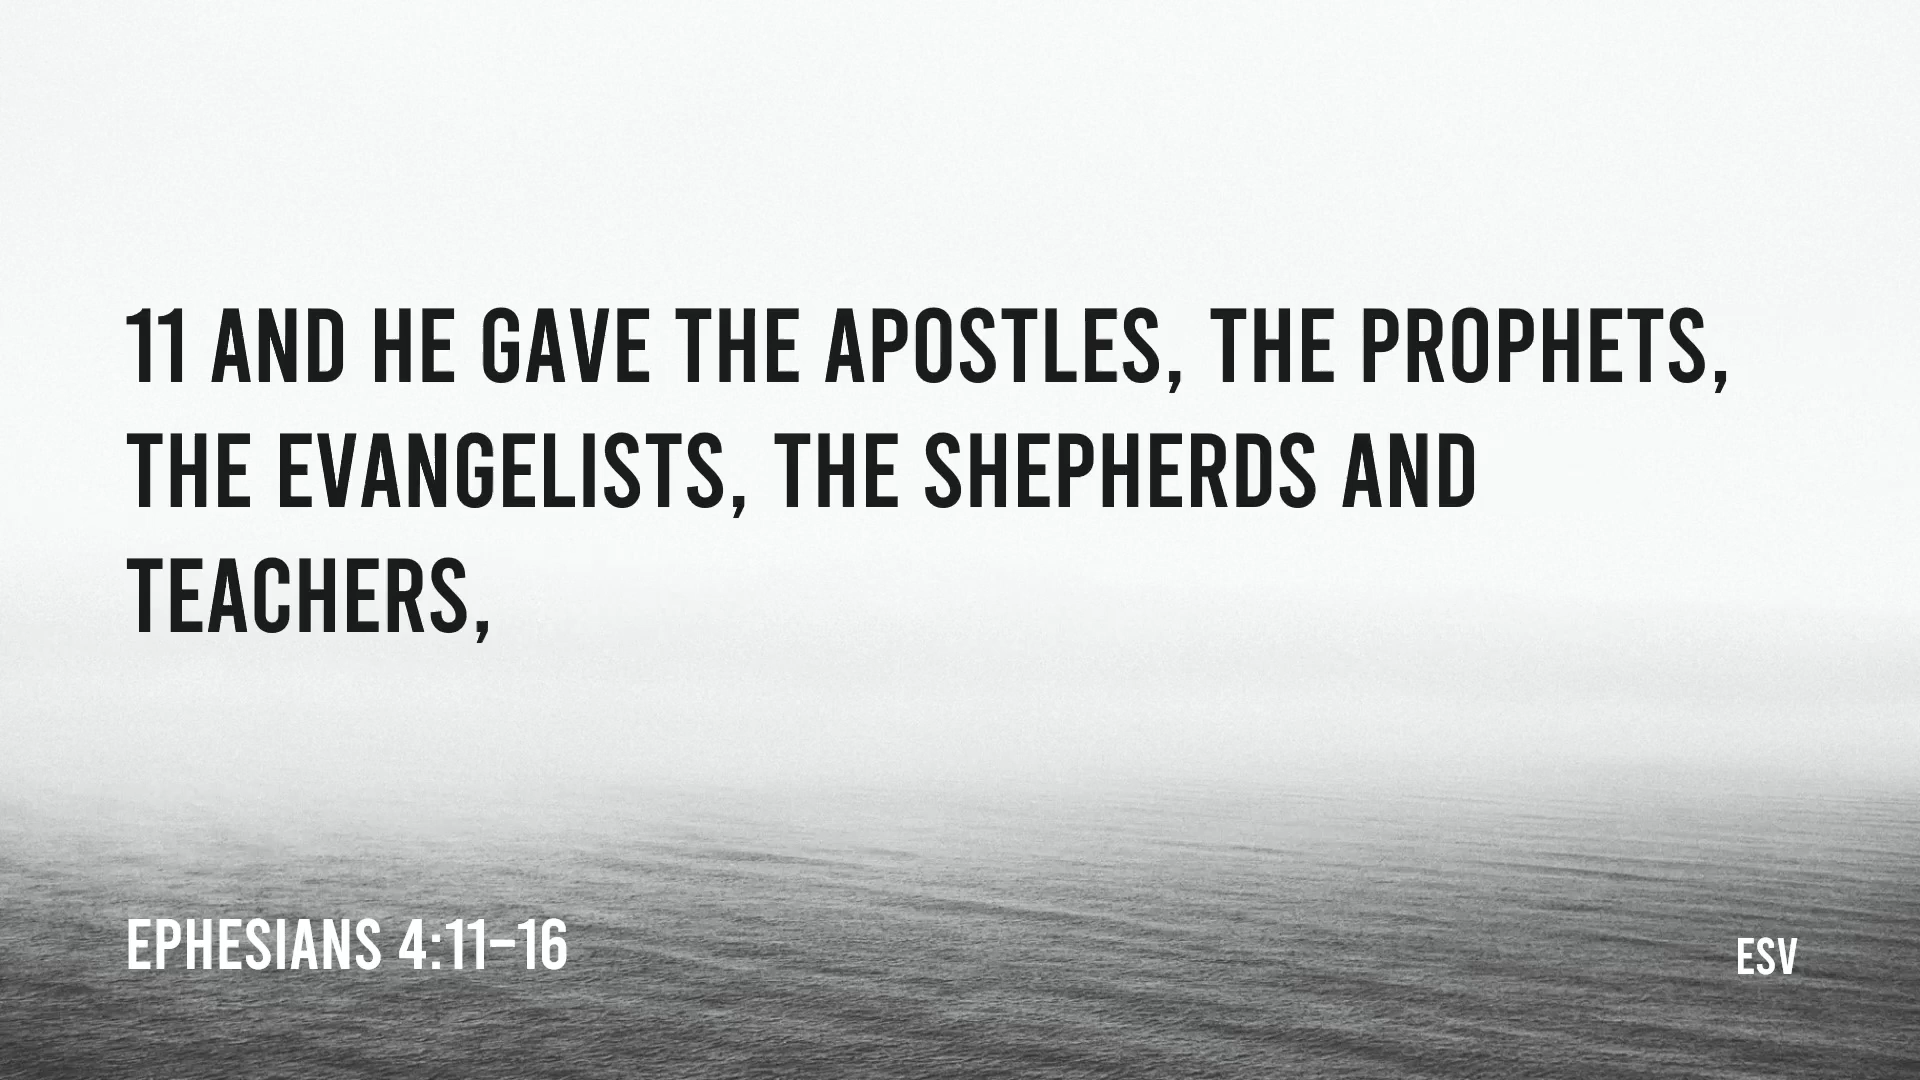 11 AND HE GAVE THE APOSTLES, THE PROPHETS,
THE EVANGELISTS, THE SHEPHERDS AND
TEACHERS,
EPHESIANS 4:11–16
ESV